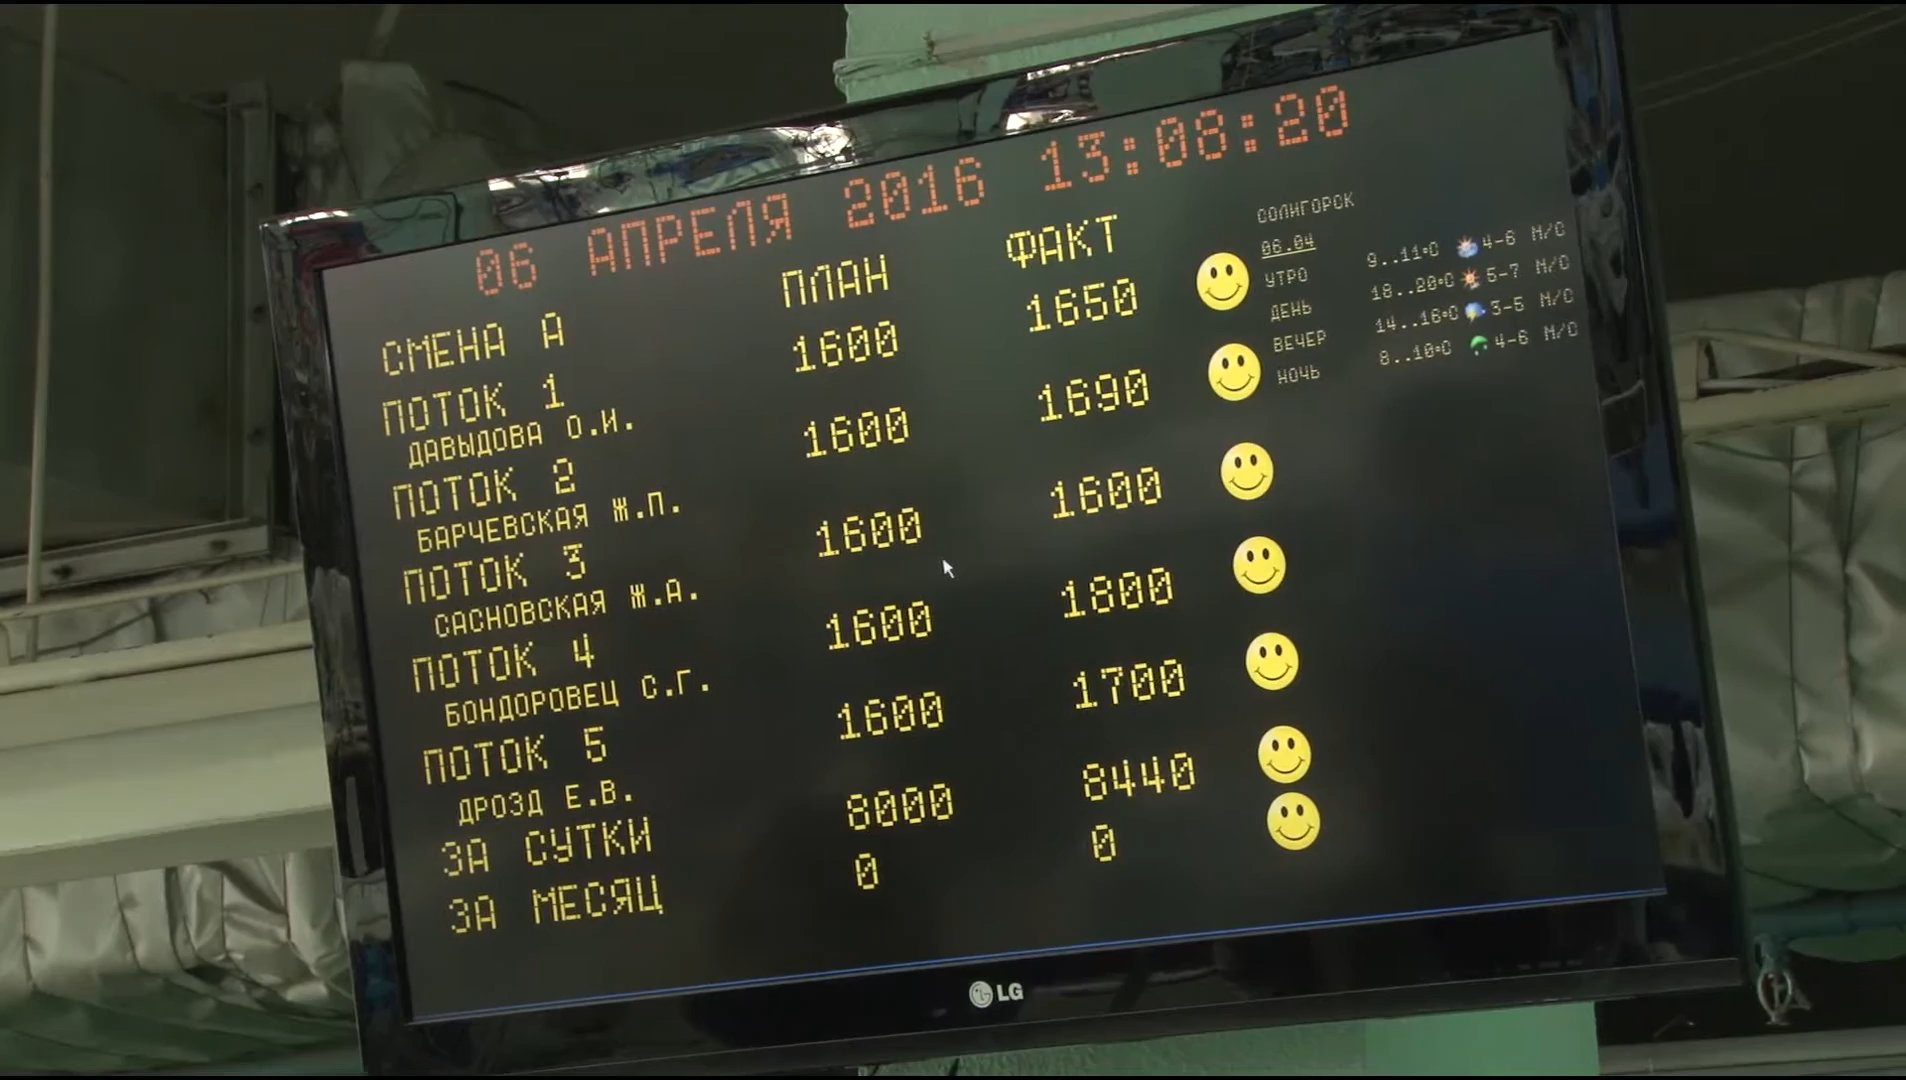 06 АПРЕЛЯ 2016 13:08:20
СМЕНА А ПЛАН ФАКТ
ПОТОК 1 1600 1650
ДАВЫДОВА О.И.
ПОТОК 2 1600 1690
БАРЧЕВСКАЯ Ж.П.
ПОТОК 3 1600 1600
САСНОВСКАЯ Ж.А.
ПОТОК 4 1600 1800
БОНДОРОВЕЦ С.Г.
ПОТОК 5 1600 1700
ДРОЗД Е.В.
ЗА СУТКИ 8000 8440
ЗА МЕСЯЦ 0 0
СОЛИГОРСК
06.04
УТРО 9..11°C 4-6 М/С
ДЕНЬ 18..20°C 5-7 М/С
ВЕЧЕР 14..16°C 3-5 М/С
НОЧЬ 8..10°C 4-6 М/С
LG